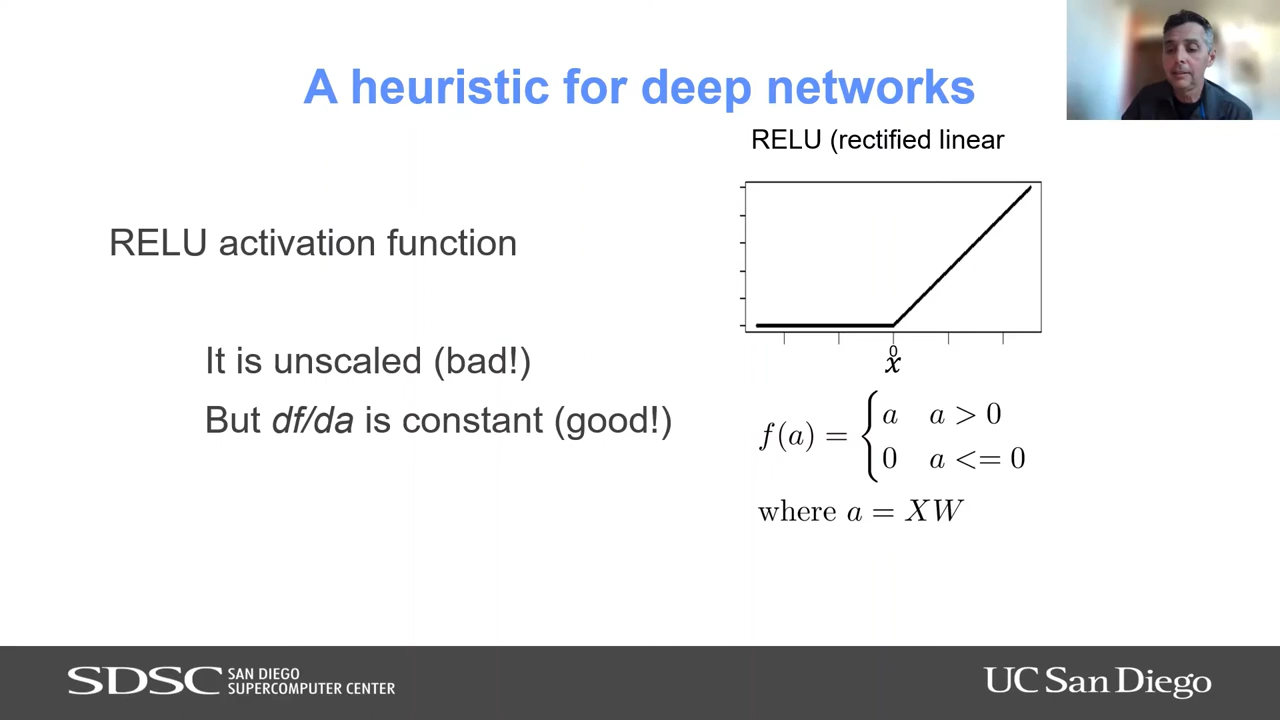 A heuristic for deep networks
RELU (rectified linear
RELU activation function
It is unscaled (bad!)
But df/da is constant (good!)
0
x
f(a) = { a a > 0
0 a <= 0
where a = XW
SDSC SAN DIEGO
SUPERCOMPUTER CENTER
UC San Diego